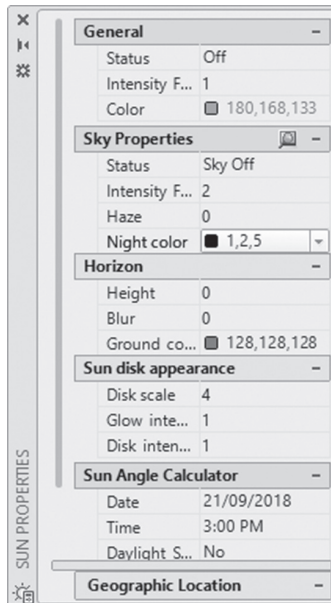 General
Status Off
Intensity F... 1
Color 180,168,133
Sky Properties
Status Sky Off
Intensity F... 2
Haze 0
Night color 1,2,5
Horizon
Height 0
Blur 0
Ground co... 128,128,128
Sun disk appearance
Disk scale 4
Glow inte... 1
Disk inten... 1
Sun Angle Calculator
Date 21/09/2018
Time 3:00 PM
Daylight S... No
Geographic Location
SUN PROPERTIES